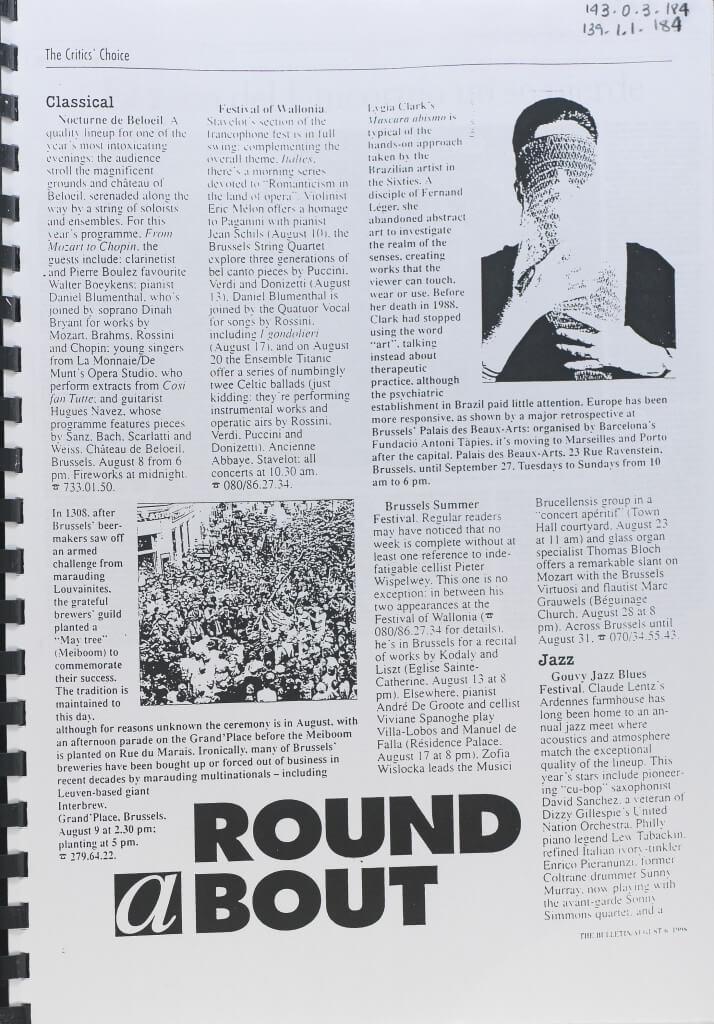 193.0.3.184
139.1.1.184
The Critics' Choice
Classical
Nocturne de Beloeil. A
quality lineup for one of the
year's most intoxicating
evenings: the audience
stroll the magnificent
grounds and château of
Beloeil, serenaded along the
way by a string of soloists
and ensembles. For this
year's programme, From
Mozart to Chopin, the
guests include: clarinetist
and Pierre Boulez favourite
Walter Boeykens; pianist
Daniel Blumenthal, who's
joined by soprano Dinah
Bryant for works by
Mozart, Brahms, Rossini
and Chopin; young singers
from La Monnaie/De
Munt's Opera Studio, who
perform extracts from Cosi
fan Tutte; and guitarist
Hugues Navez, whose
programme features pieces
by Sanz, Bach, Scarlatti and
Weiss. Château de Beloeil,
Brussels, August 8 from 6
pm. Fireworks at midnight.
☎ 733.01.50.
Festival of Wallonia.
Stavelot's section of the
francophone fest is in full
swing: complementing the
overall theme, Italies,
there's a morning series
devoted to "Romanticism in
the land of opera". Violinist
Eric Melon offers a homage
to Paganini with pianist
Jean Schils (August 10), the
Brussels String Quartet
explore three generations of
bel canto pieces by Puccini,
Verdi and Donizetti (August
13), Daniel Blumenthal is
joined by the Quatuor Vocal
for songs by Rossini,
including I gondolieri
(August 17), and on August
20 the Ensemble Titanic
offer a series of numbingly
twee Celtic ballads (just
kidding: they're performing
instrumental works and
operatic airs by Rossini,
Verdi, Puccini and
Donizetti). Ancienne
Abbaye, Stavelot; all
concerts at 10.30 am.
☎ 080/86.27.34.
Lygia Clark's
Mascara abismo is
typical of the
hands-on approach
taken by the
Brazilian artist in
the Sixties. A
disciple of Fernand
Léger, she
abandoned abstract
art to investigate
the realm of the
senses, creating
works that the
viewer can touch,
wear or use. Before
her death in 1988,
Clark had stopped
using the word
"art", talking
instead about
therapeutic
practice, although
the psychiatric
establishment in Brazil paid little attention. Europe has been
more responsive, as shown by a major retrospective at
Brussels' Palais des Beaux-Arts; organised by Barcelona's
Fundació Antoni Tàpies, it's moving to Marseilles and Porto
after the capital. Palais des Beaux-Arts, 23 Rue Ravenstein,
Brussels, until September 27, Tuesdays to Sundays from 10
am to 6 pm.
In 1308, after
Brussels' beer-
makers saw off
an armed
challenge from
marauding
Louvainites,
the grateful
brewers' guild
planted a
"May tree"
(Meiboom) to
commemorate
their success.
The tradition is
maintained to
this day,
although for reasons unknown the ceremony is in August, with
an afternoon parade on the Grand'Place before the Meiboom
is planted on Rue du Marais. Ironically, many of Brussels'
breweries have been bought up or forced out of business in
recent decades by marauding multinationals – including
Leuven-based giant
Interbrew.
Grand'Place, Brussels,
August 9 at 2.30 pm;
planting at 5 pm.
☎ 279.64.22.
Brussels Summer
Festival. Regular readers
may have noticed that no
week is complete without at
least one reference to inde-
fatigable cellist Pieter
Wispelwey. This one is no
exception: in between his
two appearances at the
Festival of Wallonia (☎
080/86.27.34 for details),
he's in Brussels for a recital
of works by Kodaly and
Liszt (Eglise Sainte-
Catherine, August 13 at 8
pm). Elsewhere, pianist
André De Groote and cellist
Viviane Spanoghe play
Villa-Lobos and Manuel de
Falla (Résidence Palace,
August 17 at 8 pm), Zofia
Wislocka leads the Musici
Brucellensis group in a
"concert apéritif" (Town
Hall courtyard, August 23
at 11 am) and glass organ
specialist Thomas Bloch
offers a remarkable slant on
Mozart with the Brussels
Virtuosi and flautist Marc
Grauwels (Béguinage
Church, August 28 at 8
pm). Across Brussels until
August 31, ☎ 070/34.55.43.
Jazz
Gouvy Jazz Blues
Festival. Claude Lentz's
Ardennes farmhouse has
long been home to an an-
nual jazz meet where
acoustics and atmosphere
match the exceptional
quality of the lineup. This
year's stars include pioneer-
ing "cu-bop" saxophonist
David Sanchez, a veteran of
Dizzy Gillespie's United
Nation Orchestra, Philly
piano legend Lew Tabackin,
refined Italian ivory-tinkler
Enrico Pieranunzi, former
Coltrane drummer Sunny
Murray, now playing with
the avant-garde Sonny
Simmons quartet, and a
ROUND
a BOUT
THE BULLETIN AUGUST 6 1998